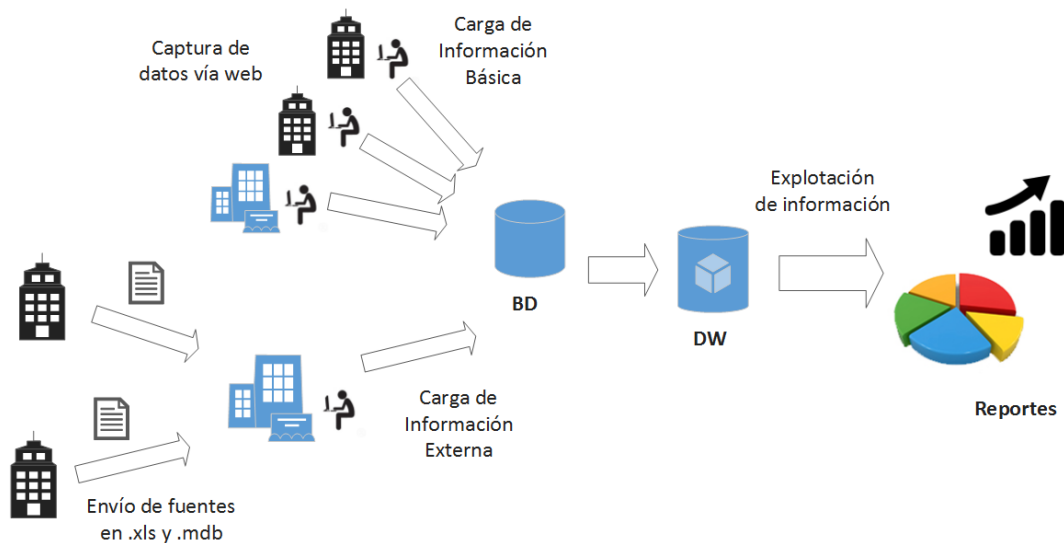 Captura de
datos vía web
Carga de
Información
Básica
Explotación
de información
BD
DW
Reportes
Carga de
Información
Externa
Envío de fuentes
en .xls y .mdb